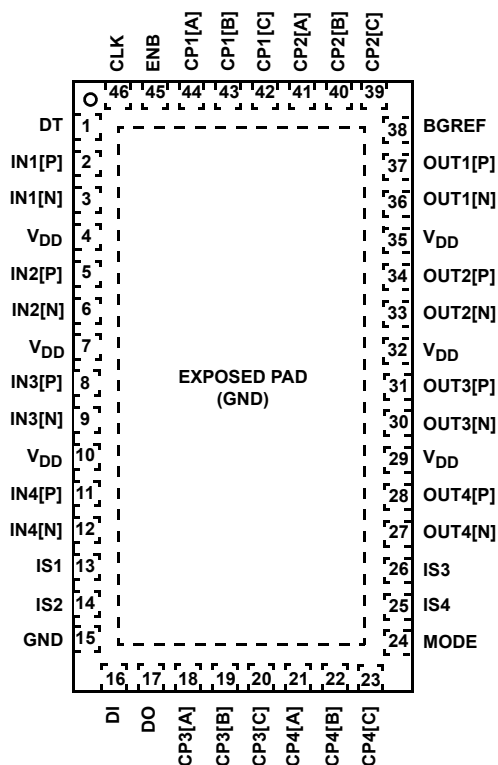 CLK
ENB
CP1[A]
CP1[B]
CP1[C]
CP2[A]
CP2[B]
CP2[C]
46 45 44 43 42 41 40 39
DT 1
IN1[P] 2
IN1[N] 3
VDD 4
IN2[P] 5
IN2[N] 6
VDD 7
IN3[P] 8
IN3[N] 9
VDD 10
IN4[P] 11
IN4[N] 12
IS1 13
IS2 14
GND 15
EXPOSED PAD
(GND)
38 BGREF
37 OUT1[P]
36 OUT1[N]
35 VDD
34 OUT2[P]
33 OUT2[N]
32 VDD
31 OUT3[P]
30 OUT3[N]
29 VDD
28 OUT4[P]
27 OUT4[N]
26 IS3
25 IS4
24 MODE
16 17 18 19 20 21 22 23
DI
DO
CP3[A]
CP3[B]
CP3[C]
CP4[A]
CP4[B]
CP4[C]